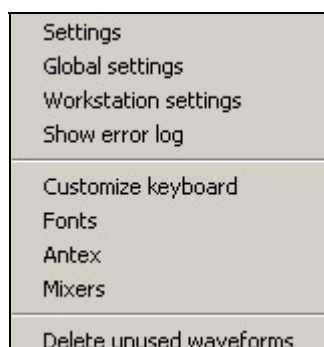 Settings
Global settings
Workstation settings
Show error log
Customize keyboard
Fonts
Antex
Mixers
Delete unused waveforms